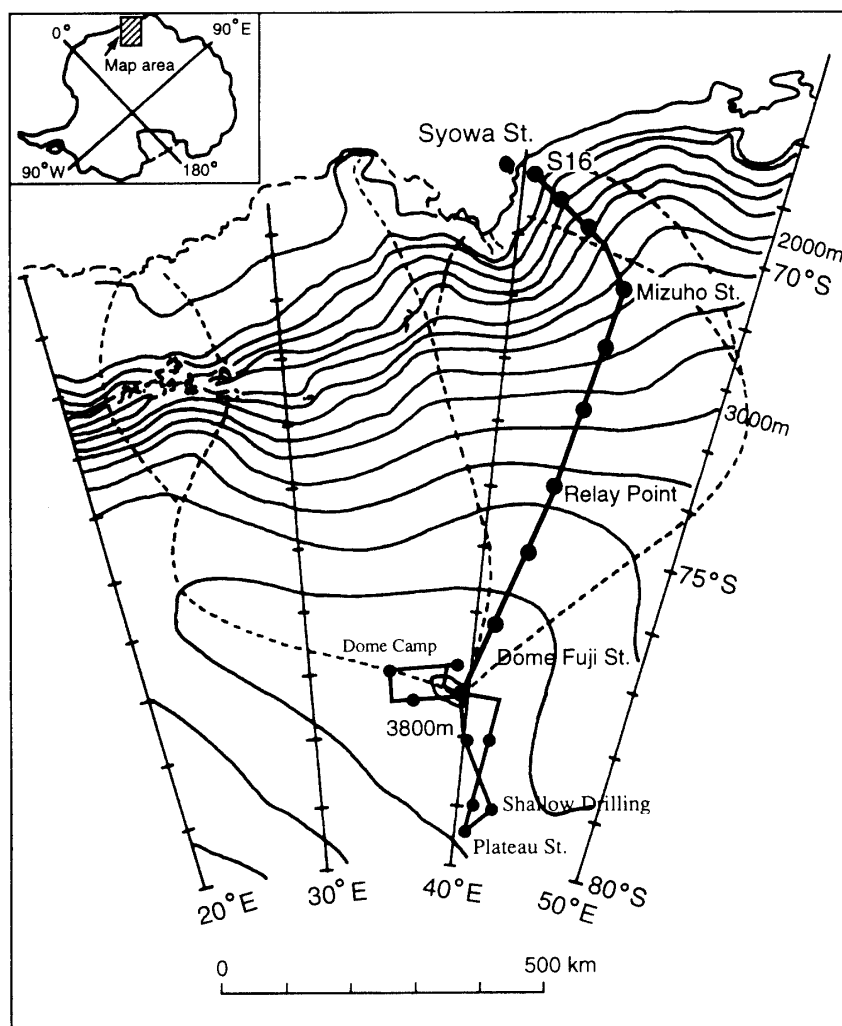 0°
90°E
Map area
90°W
180°
Syowa St.
S16
2000m
70°S
Mizuho St.
3000m
Relay Point
75°S
Dome Camp
Dome Fuji St.
3800m
Shallow Drilling
Plateau St.
20°E
30°E
40°E
50°E
80°S
0
500 km